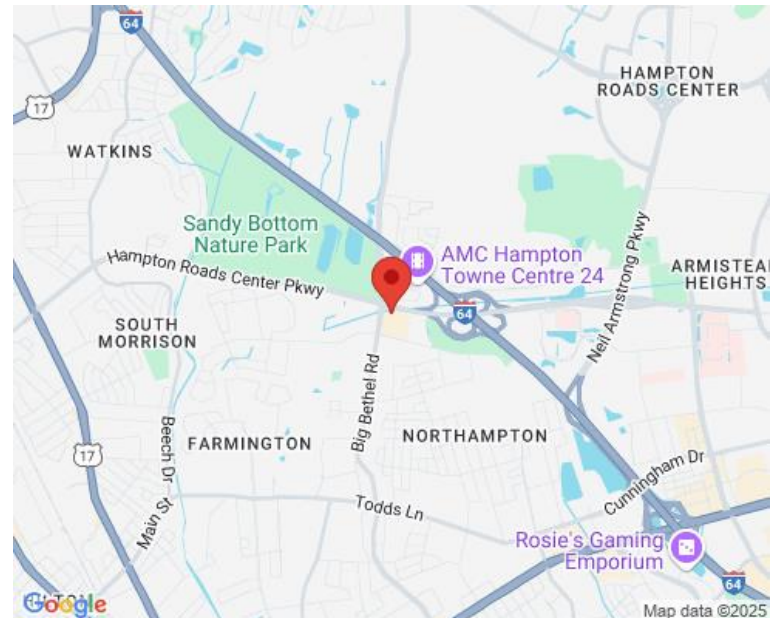 64
HAMPTON
ROADS CENTER
17
WATKINS
Sandy Bottom
Nature Park
AMC Hampton
Towne Centre 24
Hampton Roads Center Pkwy
Neil Armstrong Pkwy
ARMISTEAD
HEIGHTS
64
SOUTH
MORRISON
Big Bethel Rd
Beech Dr
FARMINGTON
NORTHAMPTON
17
Cunningham Dr
Main St
Todds Ln
Rosie's Gaming
Emporium
64
Google
Map data ©2025